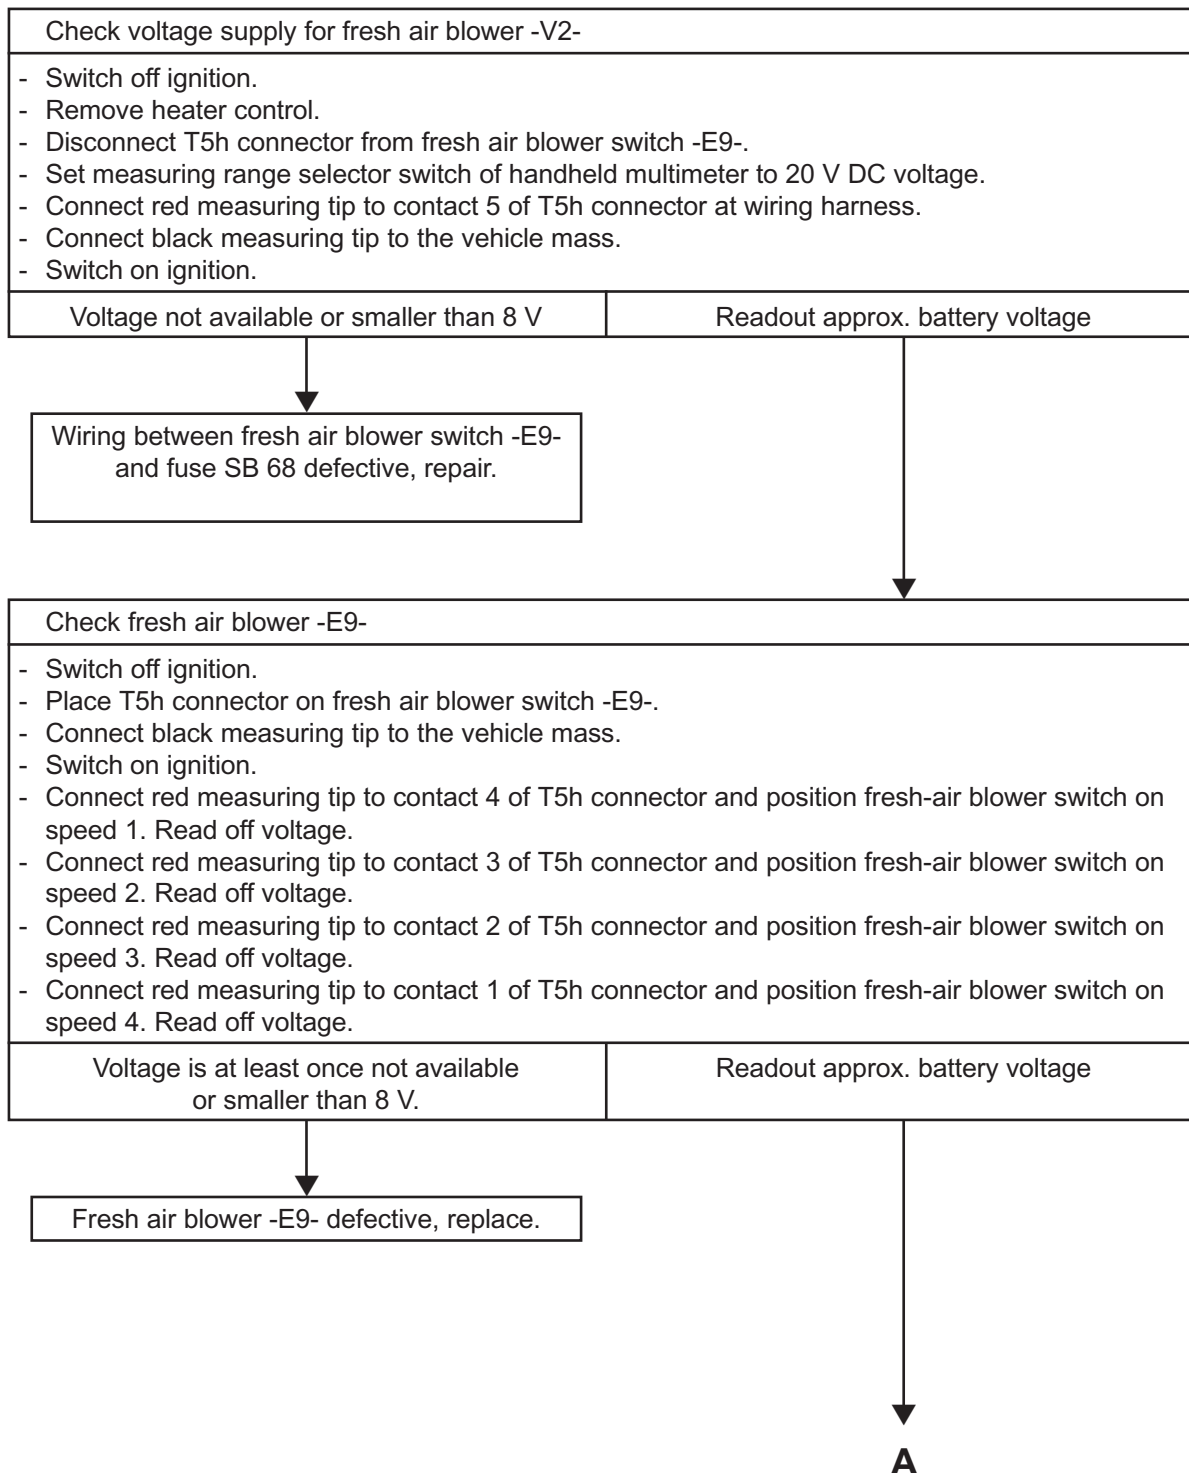 Check voltage supply for fresh air blower -V2-
- Switch off ignition.
- Remove heater control.
- Disconnect T5h connector from fresh air blower switch -E9-.
- Set measuring range selector switch of handheld multimeter to 20 V DC voltage.
- Connect red measuring tip to contact 5 of T5h connector at wiring harness.
- Connect black measuring tip to the vehicle mass.
- Switch on ignition.
Voltage not available or smaller than 8 V
Readout approx. battery voltage
Wiring between fresh air blower switch -E9-
and fuse SB 68 defective, repair.
Check fresh air blower -E9-
- Switch off ignition.
- Place T5h connector on fresh air blower switch -E9-.
- Connect black measuring tip to the vehicle mass.
- Switch on ignition.
- Connect red measuring tip to contact 4 of T5h connector and position fresh-air blower switch on
speed 1. Read off voltage.
- Connect red measuring tip to contact 3 of T5h connector and position fresh-air blower switch on
speed 2. Read off voltage.
- Connect red measuring tip to contact 2 of T5h connector and position fresh-air blower switch on
speed 3. Read off voltage.
- Connect red measuring tip to contact 1 of T5h connector and position fresh-air blower switch on
speed 4. Read off voltage.
Voltage is at least once not available
or smaller than 8 V.
Readout approx. battery voltage
Fresh air blower -E9- defective, replace.
A